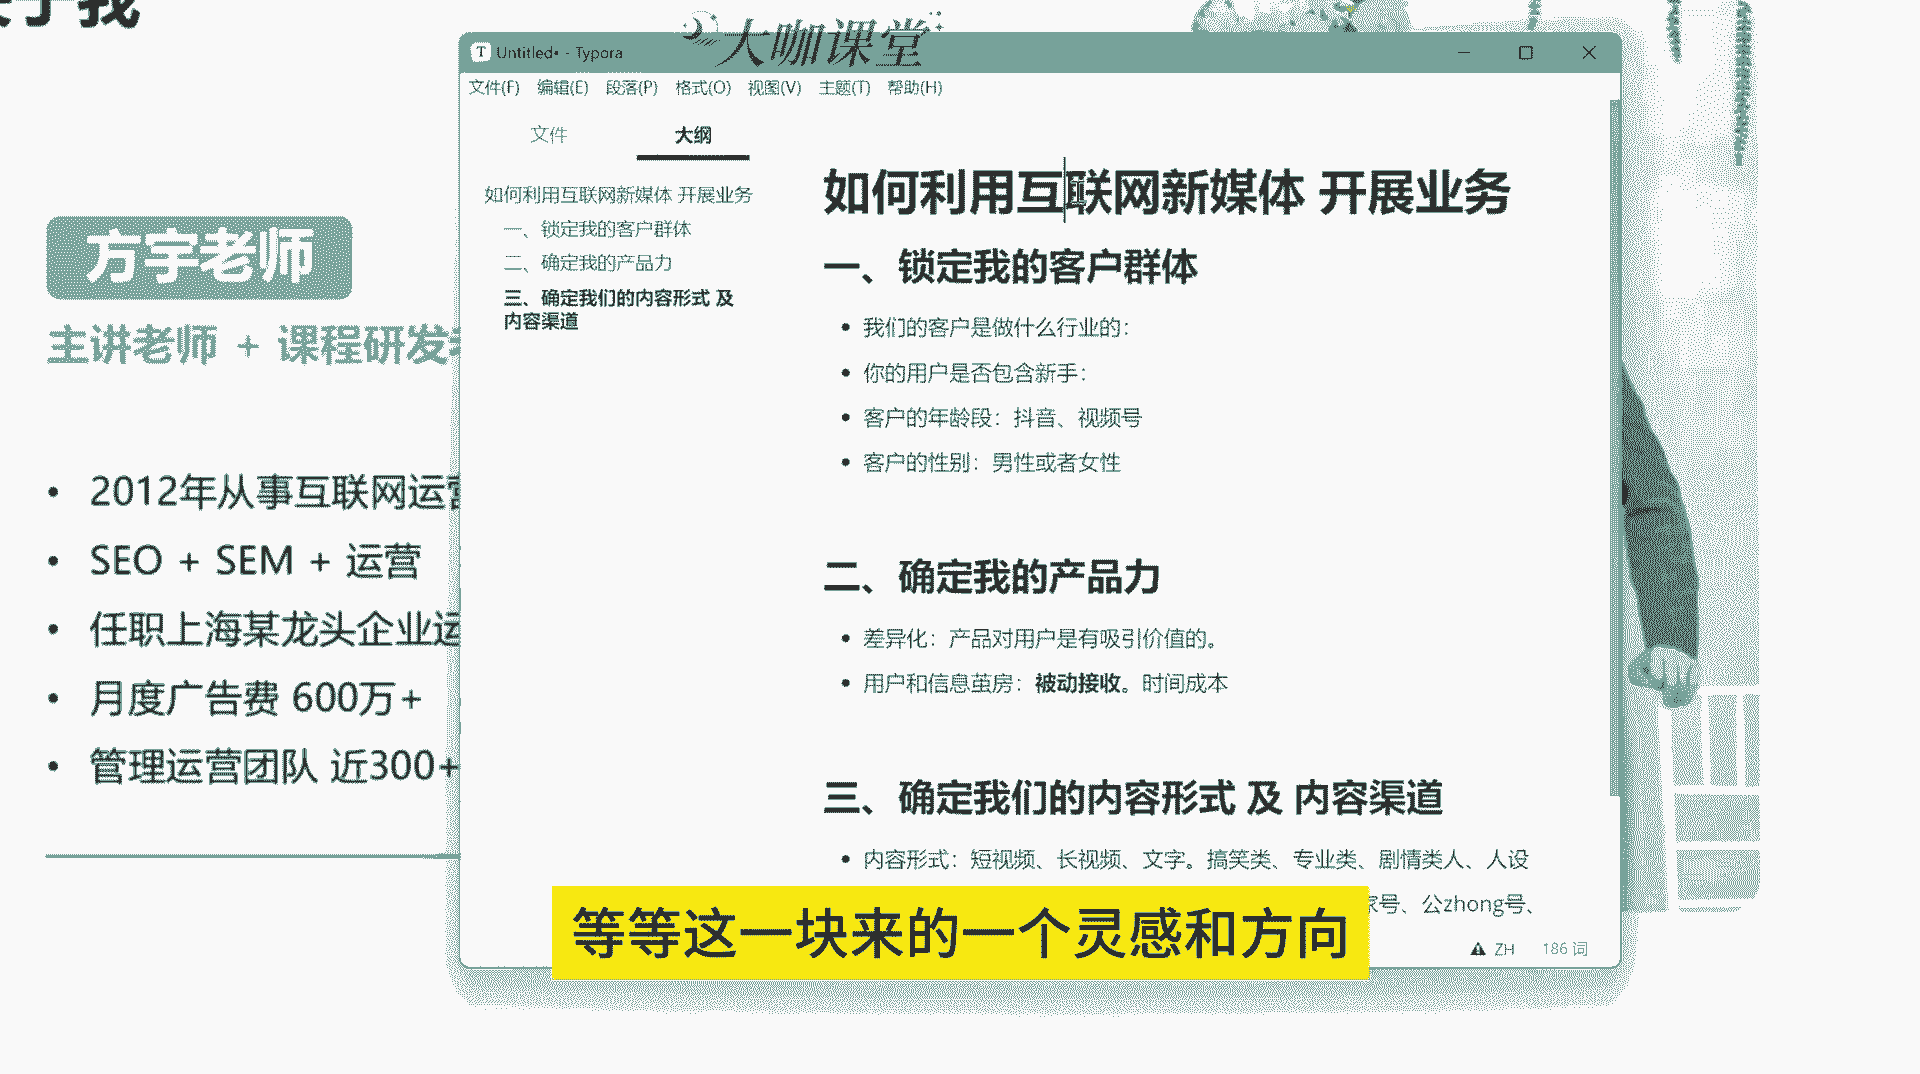 于我
大咖课堂
Untitled• - Typora
文件(F) 编辑(E) 段落(P) 格式(O) 视图(V) 主题(T) 帮助(H)
文件 大纲
如何利用互联网新媒体 开展业务
一、锁定我的客户群体
二、确定我的产品力
三、确定我们的内容形式 及
内容渠道
如何利用互联网新媒体 开展业务
一、锁定我的客户群体
• 我们的客户是做什么行业的：
• 你的用户是否包含新手：
• 客户的年龄段：抖音、视频号
• 客户的性别：男性或者女性
二、确定我的产品力
• 差异化：产品对用户是有吸引价值的。
• 用户和信息茧房：被动接收。时间成本
三、确定我们的内容形式 及 内容渠道
• 内容形式：短视频、长视频、文字。搞笑类、专业类、剧情类人、人设
家号、公zhong号、
ZH 186 词
方宇老师
主讲老师 + 课程研发
• 2012年从事互联网运营
• SEO + SEM + 运营
• 任职上海某龙头企业运
• 月度广告费 600万+
• 管理运营团队 近300+
等等这一块来的一个灵感和方向